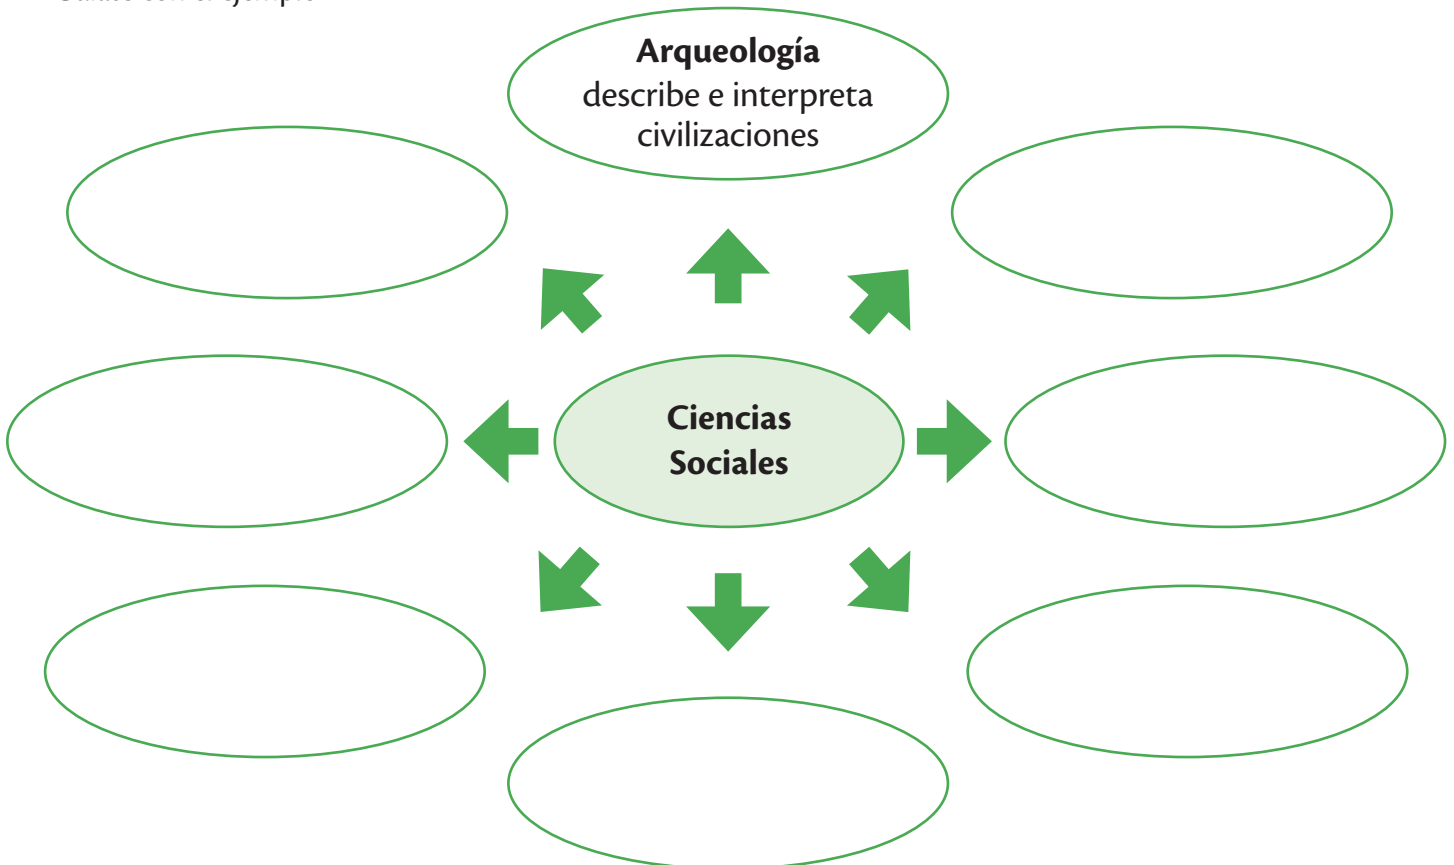 Arqueología
describe e interpreta
civilizaciones
Ciencias
Sociales